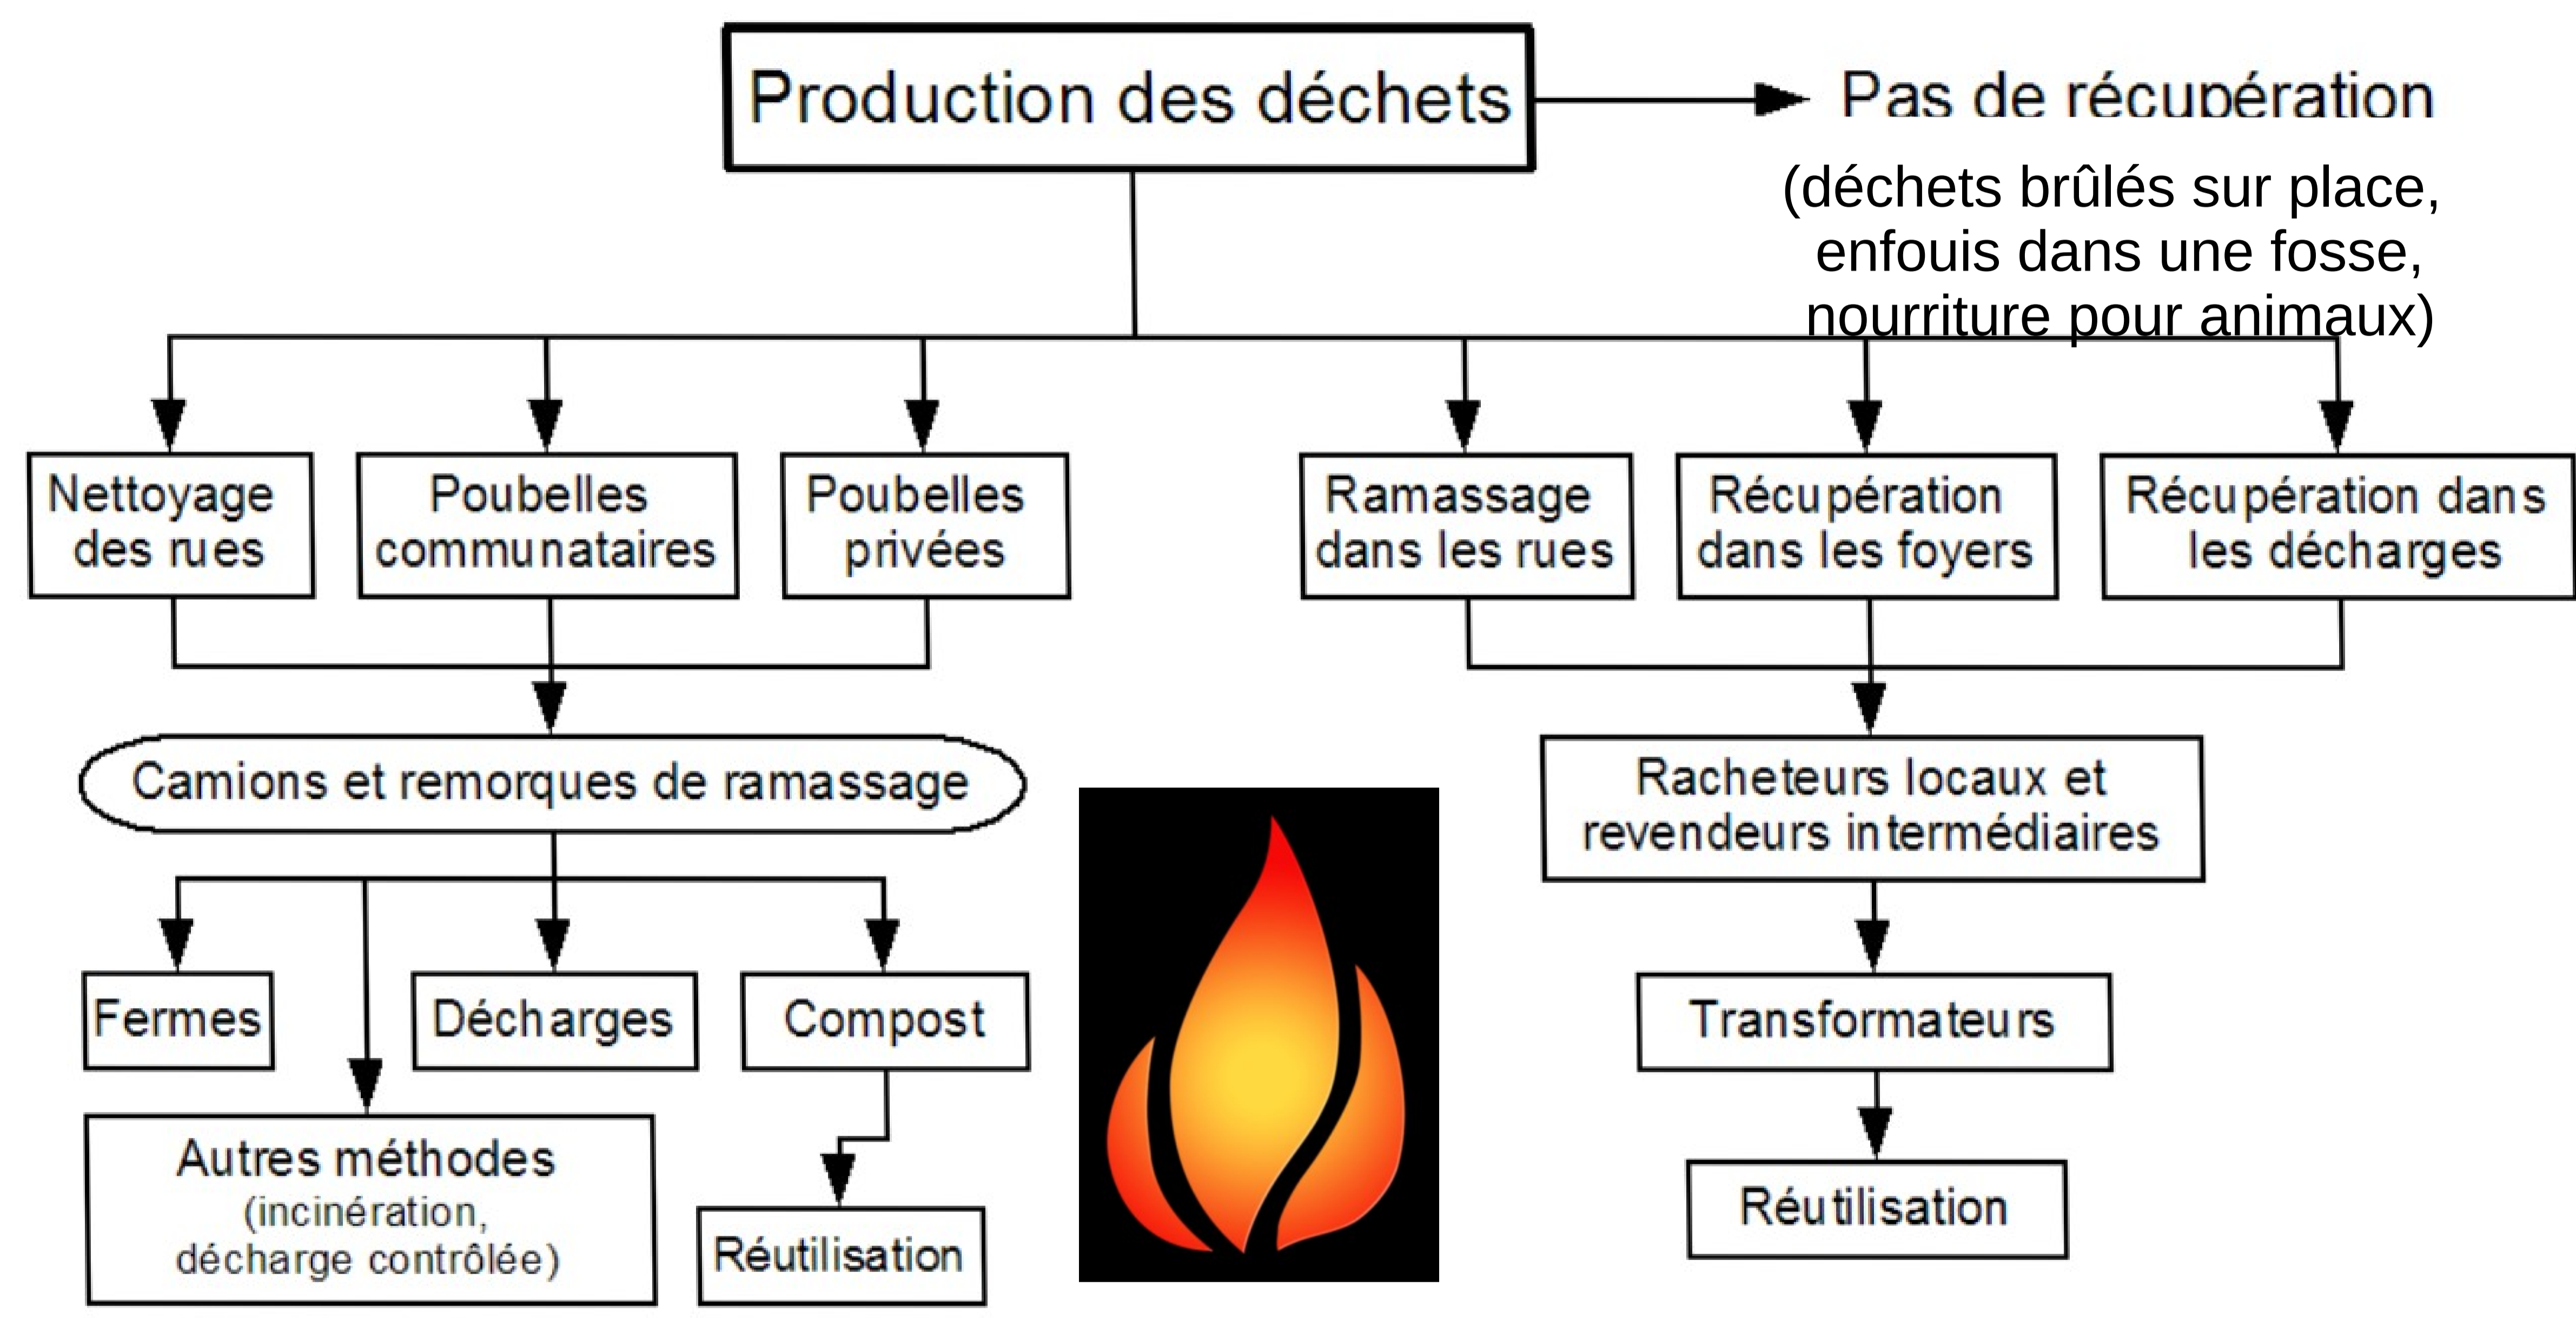 Production des déchets
Pas de récupération
(déchets brûlés sur place,
enfouis dans une fosse,
nourriture pour animaux)
Nettoyage
des rues
Poubelles
communataires
Poubelles
privées
Ramassage
dans les rues
Récupération
dans les foyers
Récupération dans
les décharges
Camions et remorques de ramassage
Racheteurs locaux et
revendeurs intermédiaires
Fermes
Décharges
Compost
Transformateurs
Autres méthodes
(incinération,
décharge contrôlée)
Réutilisation
Réutilisation